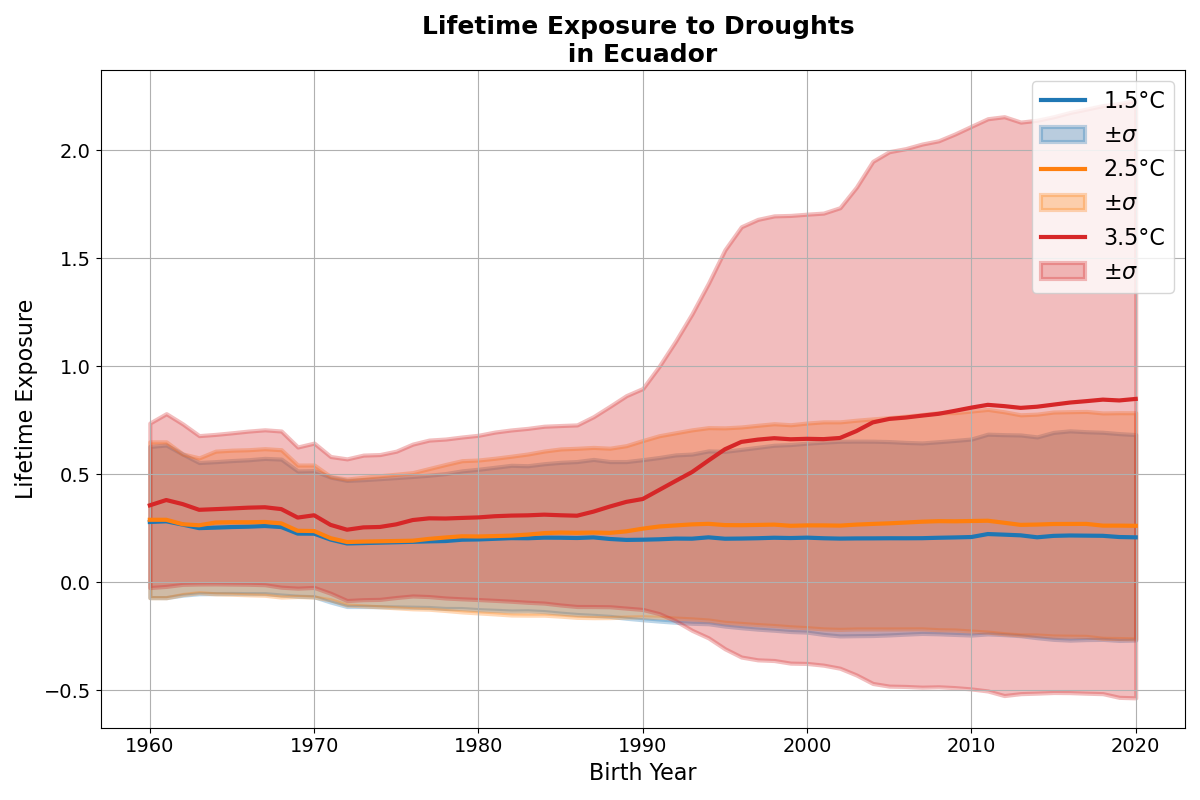 Lifetime Exposure to Droughts
in Ecuador
1.5°C
±σ
2.5°C
±σ
3.5°C
±σ
Lifetime Exposure
2.0
1.5
1.0
0.5
0.0
−0.5
1960 1970 1980 1990 2000 2010 2020
Birth Year